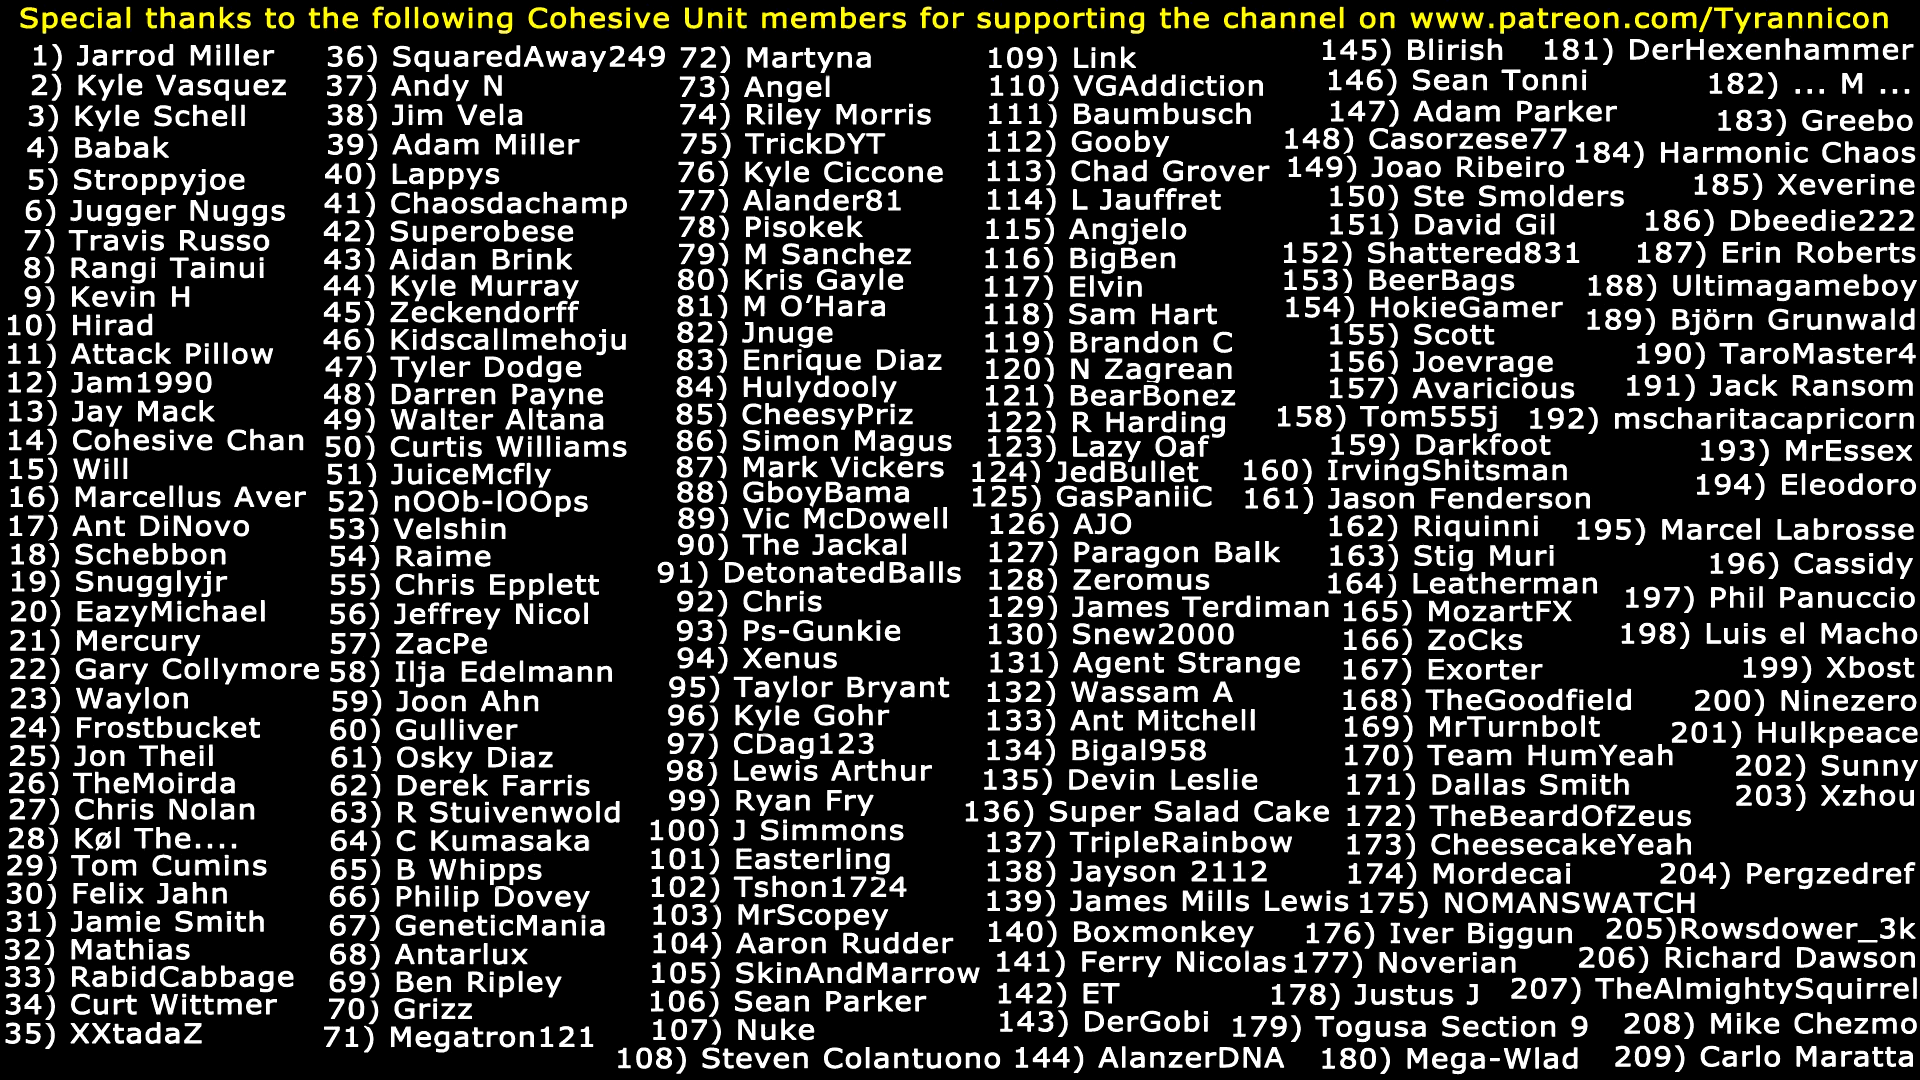 Special thanks to the following Cohesive Unit members for supporting the channel on www.patreon.com/Tyrannicon
1) Jarrod Miller
2) Kyle Vasquez
3) Kyle Schell
4) Babak
5) Stroppyjoe
6) Jugger Nuggs
7) Travis Russo
8) Rangi Tainui
9) Kevin H
10) Hirad
11) Attack Pillow
12) Jam1990
13) Jay Mack
14) Cohesive Chan
15) Will
16) Marcellus Aver
17) Ant DiNovo
18) Schebbon
19) Snugglyjr
20) EazyMichael
21) Mercury
22) Gary Collymore
23) Waylon
24) Frostbucket
25) Jon Theil
26) TheMoirda
27) Chris Nolan
28) Køl The....
29) Tom Cumins
30) Felix Jahn
31) Jamie Smith
32) Mathias
33) RabidCabbage
34) Curt Wittmer
35) XXtadaZ
36) SquaredAway249
37) Andy N
38) Jim Vela
39) Adam Miller
40) Lappys
41) Chaosdachamp
42) Superobese
43) Aidan Brink
44) Kyle Murray
45) Zeckendorff
46) Kidscallmehoju
47) Tyler Dodge
48) Darren Payne
49) Walter Altana
50) Curtis Williams
51) JuiceMcfly
52) nOOb-lOOps
53) Velshin
54) Raime
55) Chris Epplett
56) Jeffrey Nicol
57) ZacPe
58) Ilja Edelmann
59) Joon Ahn
60) Gulliver
61) Osky Diaz
62) Derek Farris
63) R Stuivenwold
64) C Kumasaka
65) B Whipps
66) Philip Dovey
67) GeneticMania
68) Antarlux
69) Ben Ripley
70) Grizz
71) Megatron121
72) Martyna
73) Angel
74) Riley Morris
75) TrickDYT
76) Kyle Ciccone
77) Alander81
78) Pisokek
79) M Sanchez
80) Kris Gayle
81) M O'Hara
82) Jnuge
83) Enrique Diaz
84) Hulydooly
85) CheesyPriz
86) Simon Magus
87) Mark Vickers
88) GboyBama
89) Vic McDowell
90) The Jackal
91) DetonatedBalls
92) Chris
93) Ps-Gunkie
94) Xenus
95) Taylor Bryant
96) Kyle Gohr
97) CDag123
98) Lewis Arthur
99) Ryan Fry
100) J Simmons
101) Easterling
102) Tshon1724
103) MrScopey
104) Aaron Rudder
105) SkinAndMarrow
106) Sean Parker
107) Nuke
108) Steven Colantuono
109) Link
110) VGAddiction
111) Baumbusch
112) Gooby
113) Chad Grover
114) L Jauffret
115) Angjelo
116) BigBen
117) Elvin
118) Sam Hart
119) Brandon C
120) N Zagrean
121) BearBonez
122) R Harding
123) Lazy Oaf
124) JedBullet
125) GasPaniiC
126) AJO
127) Paragon Balk
128) Zeromus
129) James Terdiman
130) Snew2000
131) Agent Strange
132) Wassam A
133) Ant Mitchell
134) Bigal958
135) Devin Leslie
136) Super Salad Cake
137) TripleRainbow
138) Jayson 2112
139) James Mills Lewis
140) Boxmonkey
141) Ferry Nicolas
142) ET
143) DerGobi
144) AlanzerDNA
145) Blirish
146) Sean Tonni
147) Adam Parker
148) Casorzese77
149) Joao Ribeiro
150) Ste Smolders
151) David Gil
152) Shattered831
153) BeerBags
154) HokieGamer
155) Scott
156) Joevrage
157) Avaricious
158) Tom555j
159) Darkfoot
160) IrvingShitsman
161) Jason Fenderson
162) Riquinni
163) Stig Muri
164) Leatherman
165) MozartFX
166) ZoCks
167) Exorter
168) TheGoodfield
169) MrTurnbolt
170) Team HumYeah
171) Dallas Smith
172) TheBeardOfZeus
173) CheesecakeYeah
174) Mordecai
175) NOMANSWATCH
176) Iver Biggun
177) Noverian
178) Justus J
179) Togusa Section 9
180) Mega-Wlad
181) DerHexenhammer
182) ... M ...
183) Greebo
184) Harmonic Chaos
185) Xeverine
186) Dbeedie222
187) Erin Roberts
188) Ultimagameboy
189) Björn Grunwald
190) TaroMaster4
191) Jack Ransom
192) mscharitacapricorn
193) MrEssex
194) Eleodoro
195) Marcel Labrosse
196) Cassidy
197) Phil Panuccio
198) Luis el Macho
199) Xbost
200) Ninezero
201) Hulkpeace
202) Sunny
203) Xzhou
204) Pergzedref
205)Rowsdower_3k
206) Richard Dawson
207) TheAlmightySquirrel
208) Mike Chezmo
209) Carlo Maratta